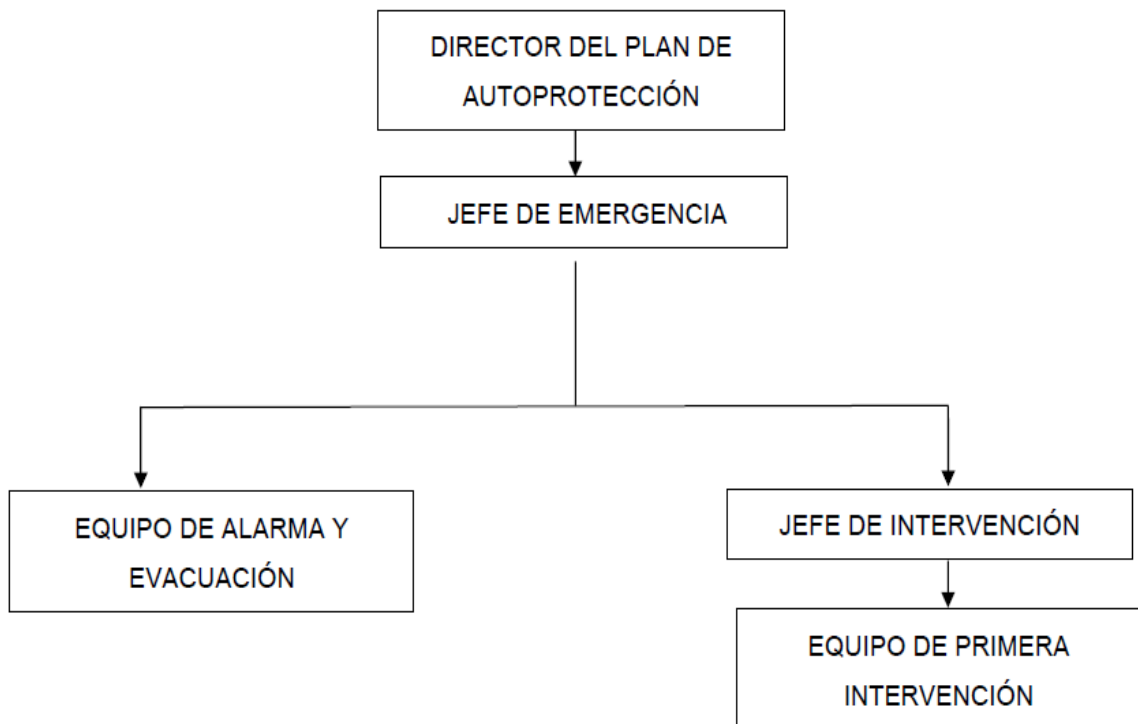 DIRECTOR DEL PLAN DE
AUTOPROTECCIÓN
JEFE DE EMERGENCIA
EQUIPO DE ALARMA Y
EVACUACIÓN
JEFE DE INTERVENCIÓN
EQUIPO DE PRIMERA
INTERVENCIÓN